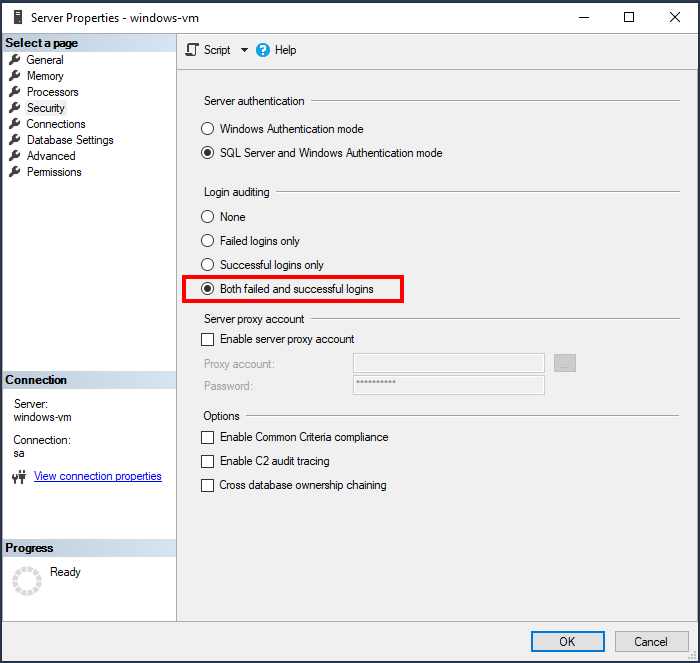 Server Properties - windows-vm
Select a page
General
Memory
Processors
Security
Connections
Database Settings
Advanced
Permissions
Connection
Server:
windows-vm
Connection:
sa
View connection properties
Progress
Ready
Script
Help
Server authentication
Windows Authentication mode
SQL Server and Windows Authentication mode
Login auditing
None
Failed logins only
Successful logins only
Both failed and successful logins
Server proxy account
Enable server proxy account
Proxy account:
...
Password:
**********
Options
Enable Common Criteria compliance
Enable C2 audit tracing
Cross database ownership chaining
OK
Cancel